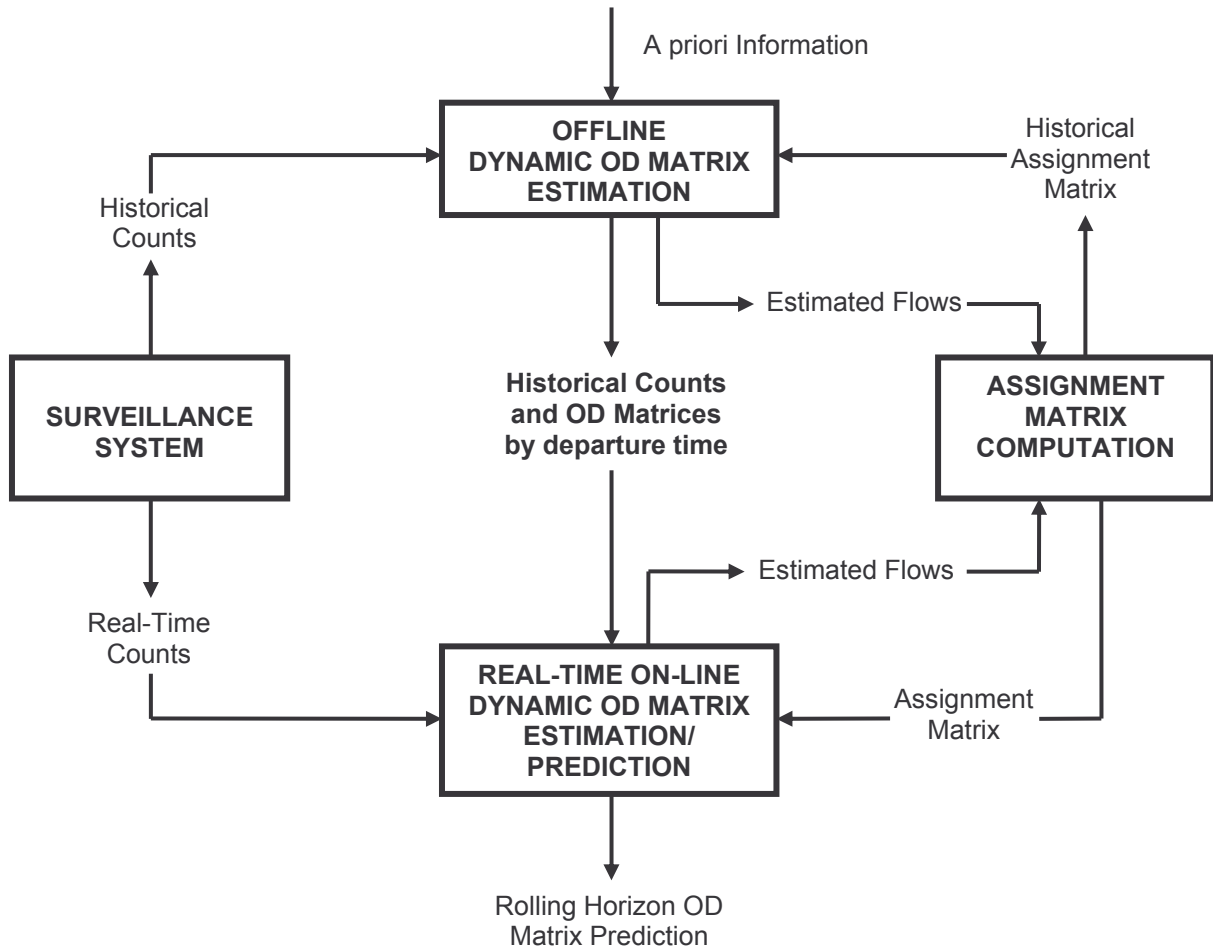 A priori Information
OFFLINE
DYNAMIC OD MATRIX
ESTIMATION
Historical
Assignment
Matrix
Historical
Counts
Estimated Flows
SURVEILLANCE
SYSTEM
Historical Counts
and OD Matrices
by departure time
ASSIGNMENT
MATRIX
COMPUTATION
Estimated Flows
Real-Time
Counts
REAL-TIME ON-LINE
DYNAMIC OD MATRIX
ESTIMATION/
PREDICTION
Assignment
Matrix
Rolling Horizon OD
Matrix Prediction